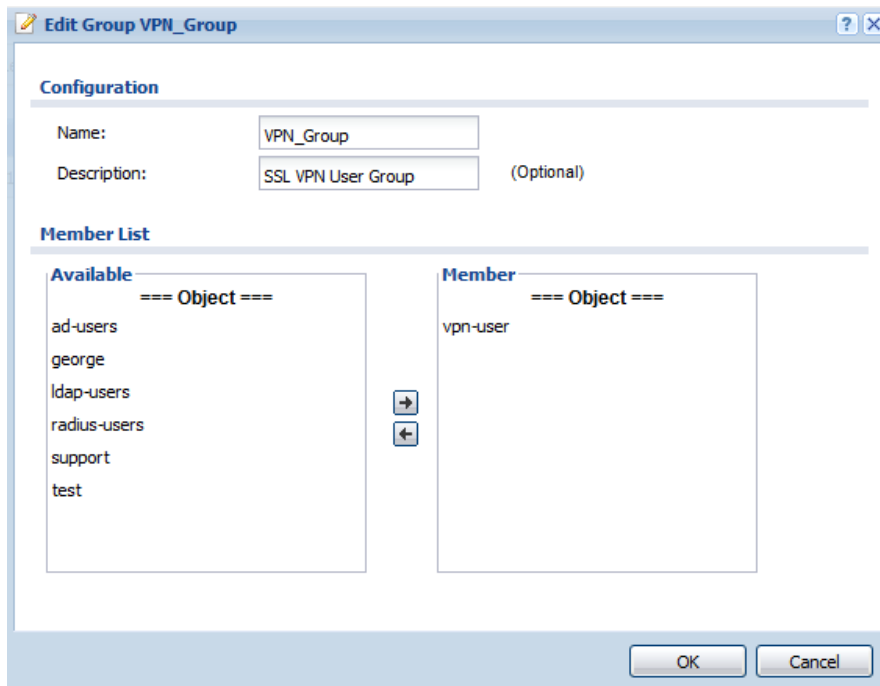 Edit Group VPN_Group
?
Configuration
Name: VPN_Group
Description: SSL VPN User Group (Optional)
Member List
Available
=== Object ===
ad-users
george
ldap-users
radius-users
support
test
Member
=== Object ===
vpn-user
OK Cancel